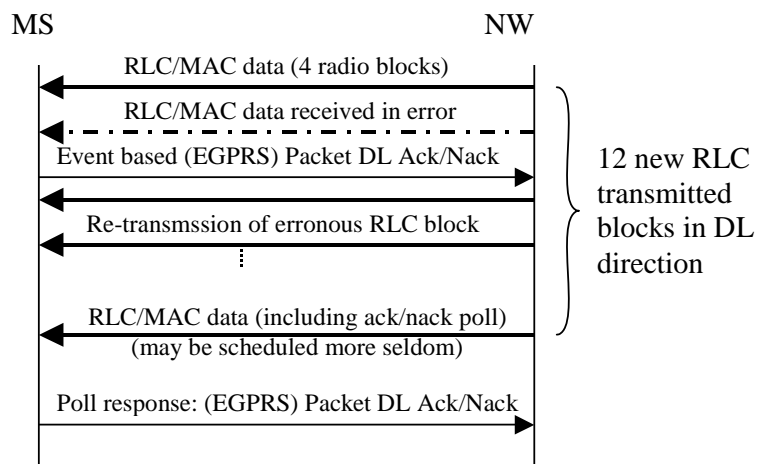 MS
NW
RLC/MAC data (4 radio blocks)
RLC/MAC data received in error
Event based (EGPRS) Packet DL Ack/Nack
Re-transmssion of erronous RLC block
RLC/MAC data (including ack/nack poll)
(may be scheduled more seldom)
Poll response: (EGPRS) Packet DL Ack/Nack
12 new RLC
transmitted
blocks in DL
direction